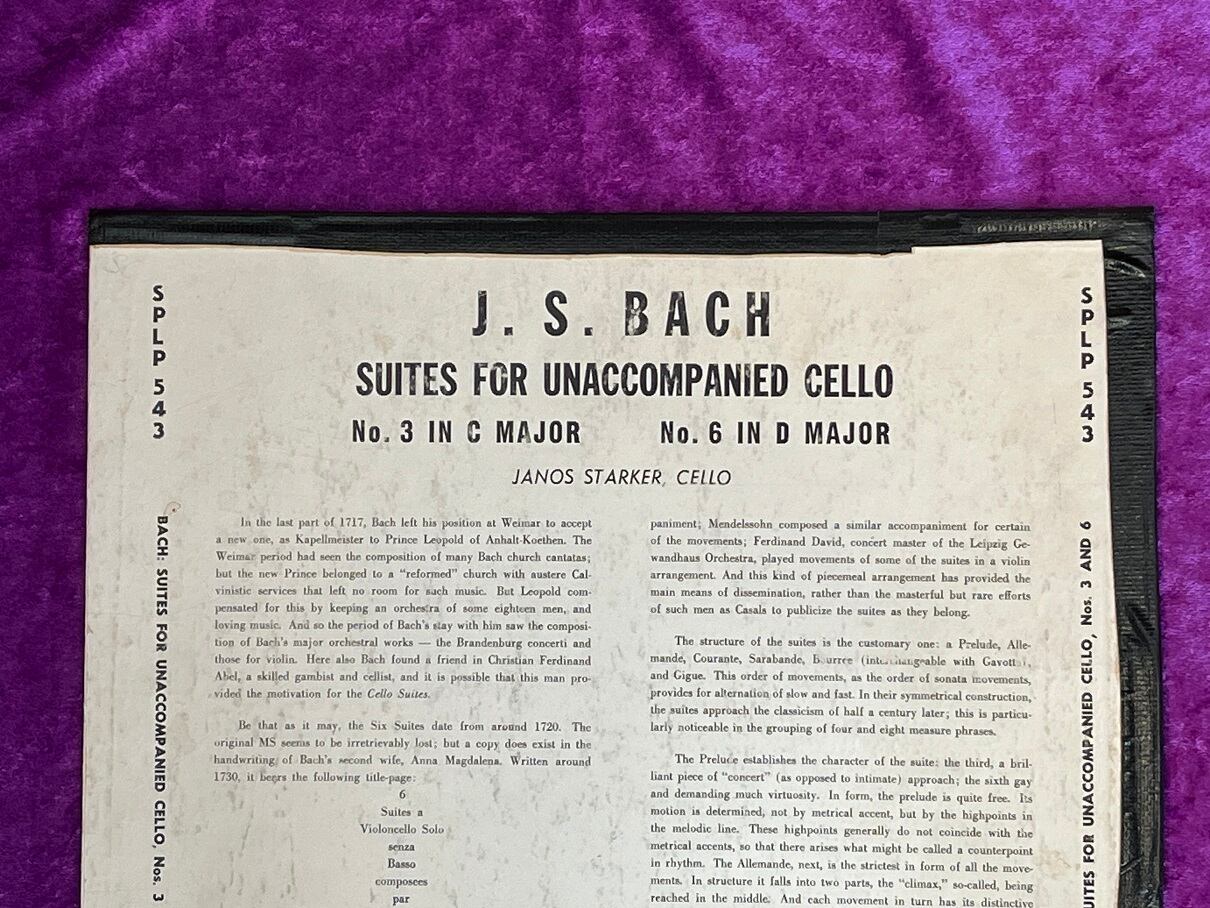 SPLP 543
J. S. BACH
SUITES FOR UNACCOMPANIED CELLO
No. 3 IN C MAJOR No. 6 IN D MAJOR
JANOS STARKER, CELLO
SPLP 543
BACH: SUITES FOR UNACCOMPANIED CELLO, Nos. 3
In the last part of 1717, Bach left his position at Weimar to accept
a new one, as Kapellmeister to Prince Leopold of Anhalt-Koethen. The
Weimar period had seen the composition of many Bach church cantatas;
but the new Prince belonged to a “reformed” church with austere Cal-
vinistic services that left no room for such music. But Leopold com-
pensated for this by keeping an orchestra of some eighteen men, and
loving music. And so the period of Bach's stay with him saw the composi-
tion of Bach's major orchestral works — the Brandenburg concerti and
those for violin. Here also Bach found a friend in Christian Ferdinand
Abel, a skilled gambist and cellist, and it is possible that this man pro-
vided the motivation for the Cello Suites.
Be that as it may, the Six Suites date from around 1720. The
original MS seems to be irretrievably lost; but a copy does exist in the
handwriting of Bach's second wife, Anna Magdalena. Written around
1730, it bears the following title-page:
6
Suites a
Violoncello Solo
senza
Basso
composees
par
paniment; Mendelssohn composed a similar accompaniment for certain
of the movements; Ferdinand David, concert master of the Leipzig Ge-
wandhaus Orchestra, played movements of some of the suites in a violin
arrangement. And this kind of piecemeal arrangement has provided the
main means of dissemination, rather than the masterful but rare efforts
of such men as Casals to publicize the suites as they belong.
The structure of the suites is the customary one: a Prelude, Alle-
mande, Courante, Sarabande, Bourree (interchangeable with Gavotte),
and Gigue. This order of movements, as the order of sonata movements,
provides for alternation of slow and fast. In their symmetrical construction,
the suites approach the classicism of half a century later; this is particu-
larly noticeable in the grouping of four and eight measure phrases.
The Prelude establishes the character of the suite: the third, a bril-
liant piece of “concert” (as opposed to intimate) approach; the sixth gay
and demanding much virtuosity. In form, the prelude is quite free. Its
motion is determined, not by metrical accent, but by the highpoints in
the melodic line. These highpoints generally do not coincide with the
metrical accents, so that there arises what might be called a counterpoint
in rhythm. The Allemande, next, is the strictest in form of all the move-
ments. In structure it falls into two parts, the “climax,” so-called, being
reached in the middle. And each movement in turn has its distinctive
UITES FOR UNACCOMPANIED CELLO, Nos. 3 AND 6